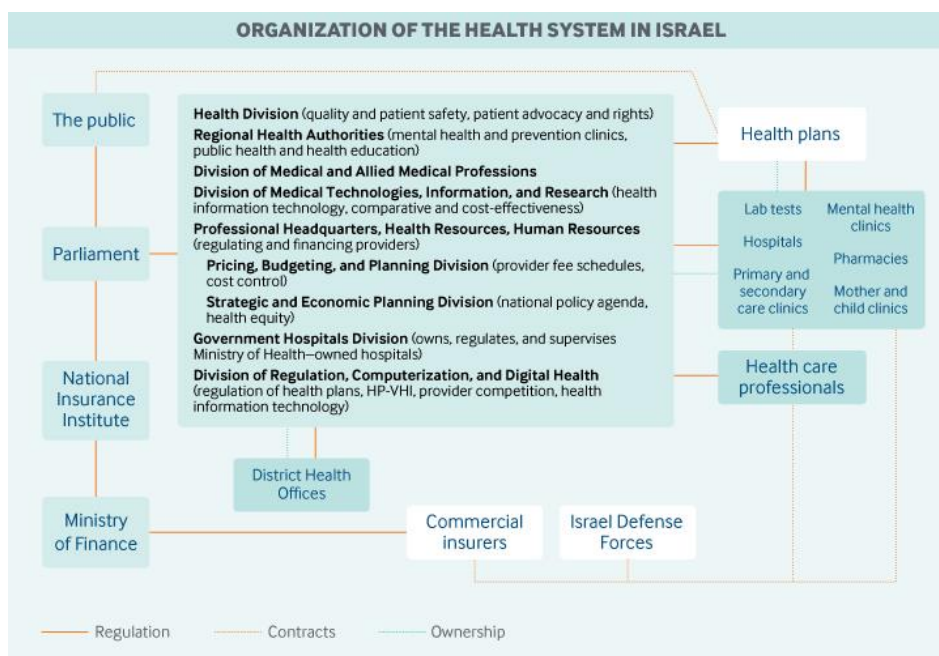 ORGANIZATION OF THE HEALTH SYSTEM IN ISRAEL
The public
Parliament
National
Insurance
Institute
Ministry
of Finance
Health Division (quality and patient safety, patient advocacy and rights)
Regional Health Authorities (mental health and prevention clinics,
public health and health education)
Division of Medical and Allied Medical Professions
Division of Medical Technologies, Information, and Research (health
information technology, comparative and cost-effectiveness)
Professional Headquarters, Health Resources, Human Resources
(regulating and financing providers)
Pricing, Budgeting, and Planning Division (provider fee schedules,
cost control)
Strategic and Economic Planning Division (national policy agenda,
health equity)
Government Hospitals Division (owns, regulates, and supervises
Ministry of Health—owned hospitals)
Division of Regulation, Computerization, and Digital Health
(regulation of health plans, HP-VHI, provider competition, health
information technology)
District Health
Offices
Health plans
Lab tests
Hospitals
Primary and
secondary
care clinics
Mental health
clinics
Pharmacies
Mother and
child clinics
Health care
professionals
Commercial
insurers
Israel Defense
Forces
Regulation
Contracts
Ownership